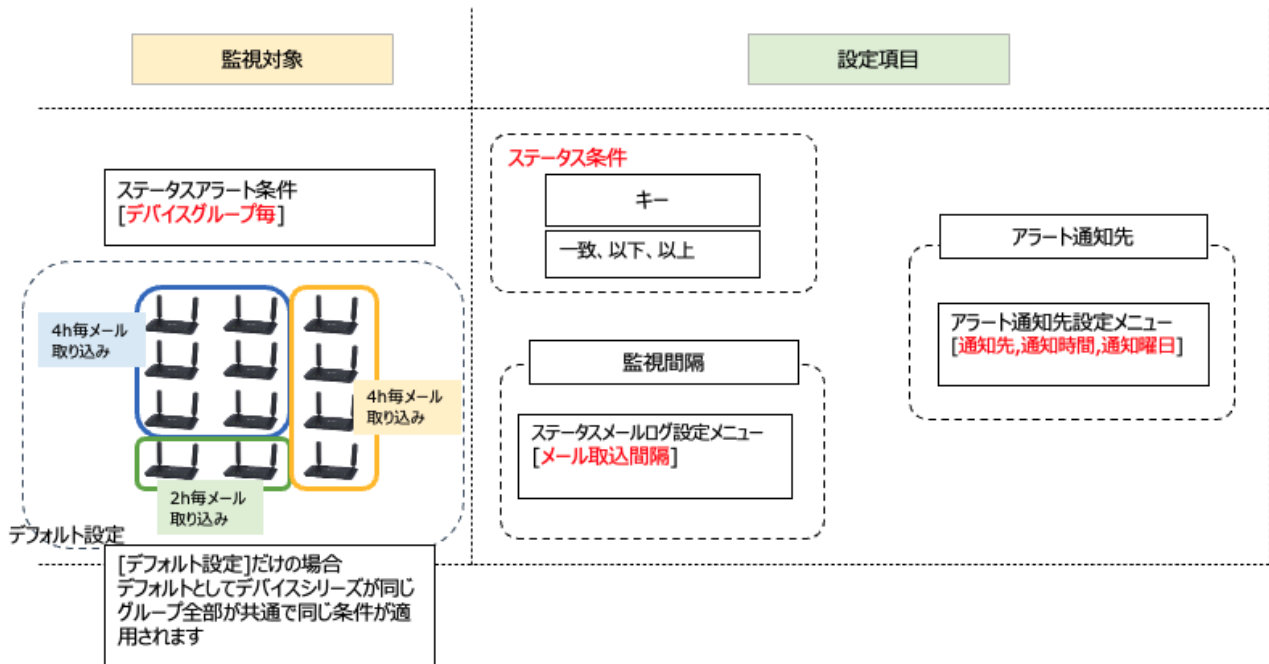 監視対象
設定項目
ステータスアラート条件
[デバイスグループ毎]
4h毎メール
取り込み
4h毎メール
取り込み
2h毎メール
取り込み
デフォルト設定
[デフォルト設定]だけの場合
デフォルトとしてデバイスシリーズが同じ
グループ全部が共通で同じ条件が適
用されます
ステータス条件
キー
一致、以下、以上
監視間隔
ステータスメールログ設定メニュー
[メール取込間隔]
アラート通知先
アラート通知先設定メニュー
[通知先,通知時間,通知曜日]